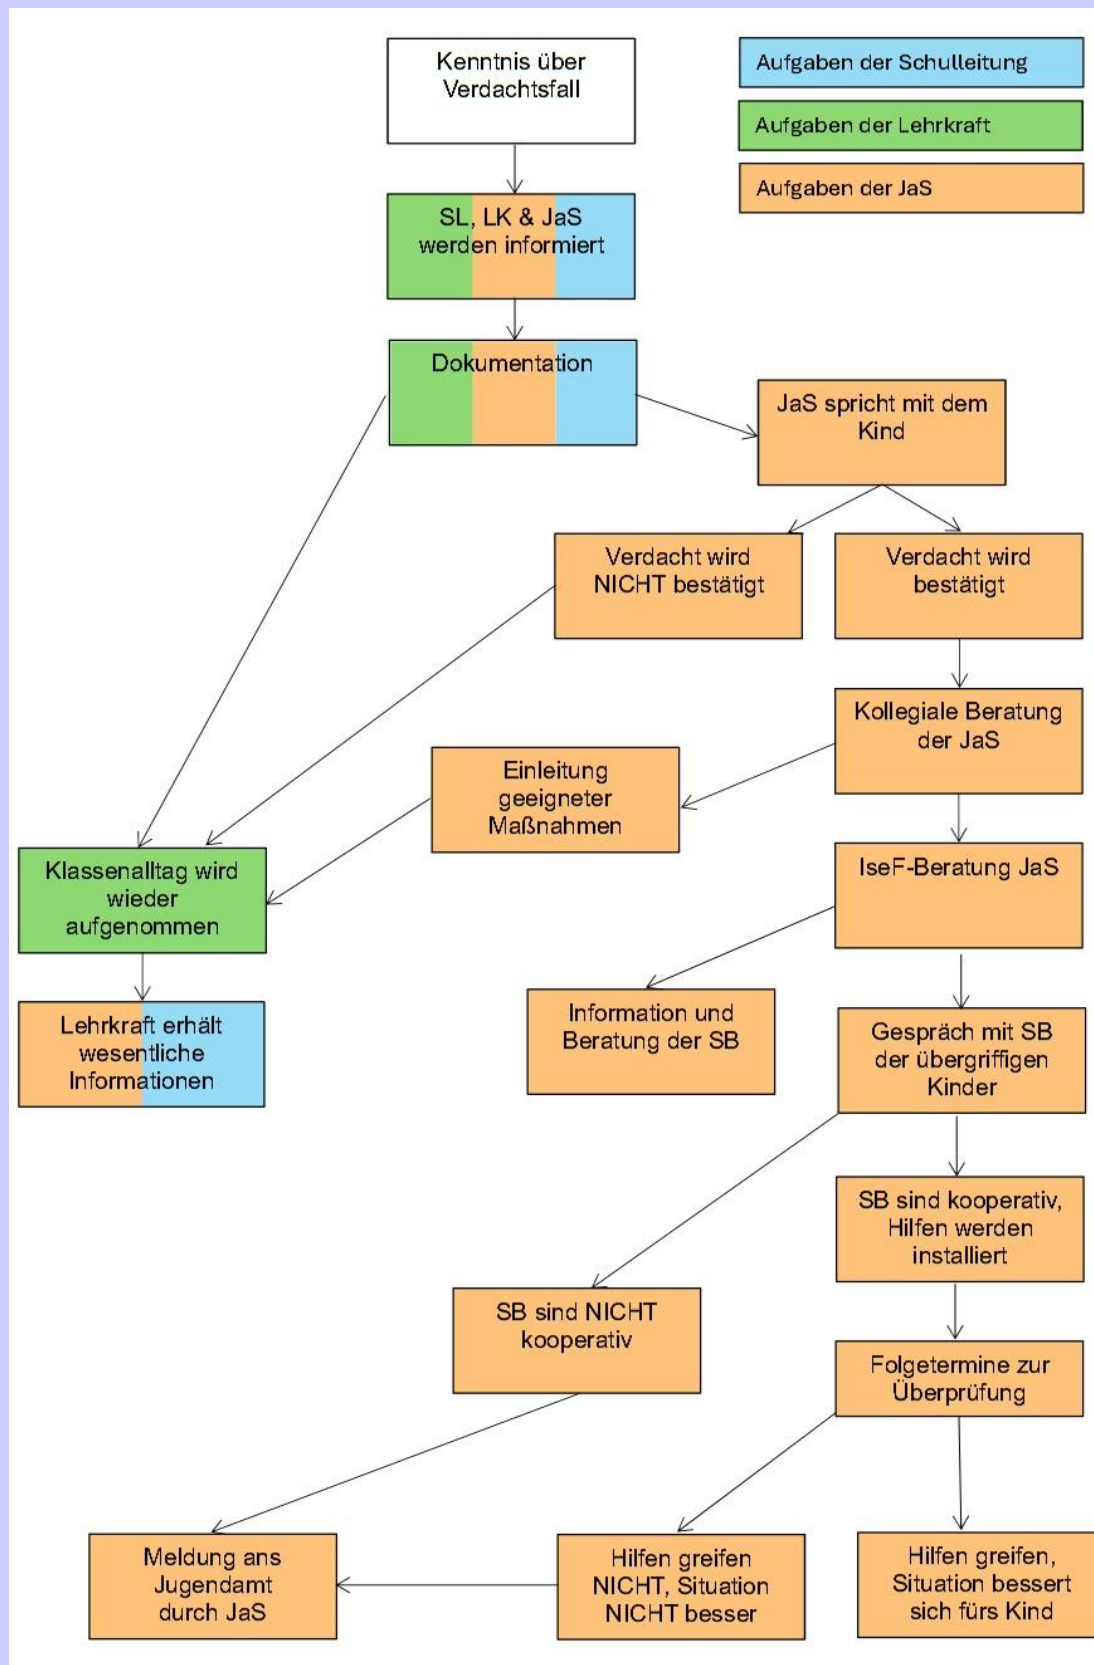 Kenntnis über
Verdachtsfall
Aufgaben der Schulleitung
Aufgaben der Lehrkraft
Aufgaben der JaS
SL, LK & JaS
werden informiert
Dokumentation
JaS spricht mit dem
Kind
Verdacht wird
NICHT bestätigt
Verdacht wird
bestätigt
Kollegiale Beratung
der JaS
Einleitung
geeigneter
Maßnahmen
Klassenalltag wird
wieder
aufgenommen
IseF-Beratung JaS
Lehrkraft erhält
wesentliche
Informationen
Information und
Beratung der SB
Gespräch mit SB
der übergriffigen
Kinder
SB sind kooperativ,
Hilfen werden
installiert
SB sind NICHT
kooperativ
Folgetermine zur
Überprüfung
Meldung ans
Jugendamt
durch JaS
Hilfen greifen
NICHT, Situation
NICHT besser
Hilfen greifen,
Situation bessert
sich fürs Kind